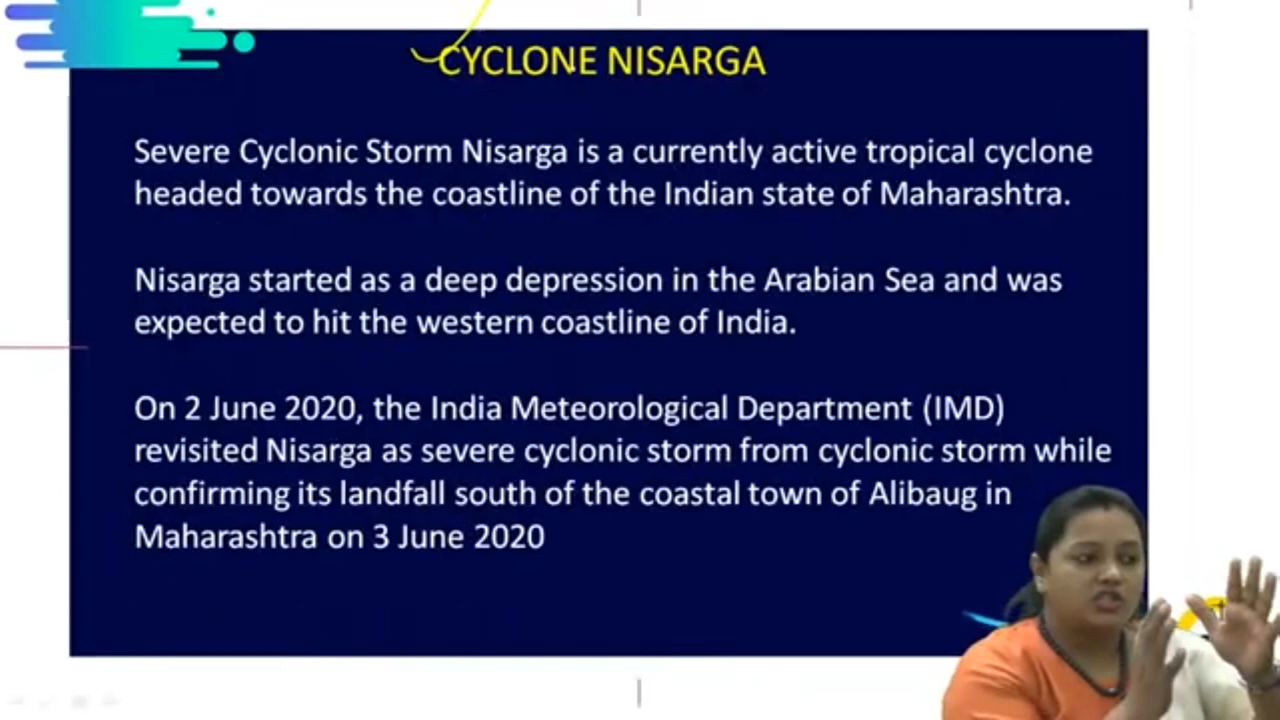 CYCLONE NISARGA
Severe Cyclonic Storm Nisarga is a currently active tropical cyclone
headed towards the coastline of the Indian state of Maharashtra.
Nisarga started as a deep depression in the Arabian Sea and was
expected to hit the western coastline of India.
On 2 June 2020, the India Meteorological Department (IMD)
revisited Nisarga as severe cyclonic storm from cyclonic storm while
confirming its landfall south of the coastal town of Alibaug in
Maharashtra on 3 June 2020